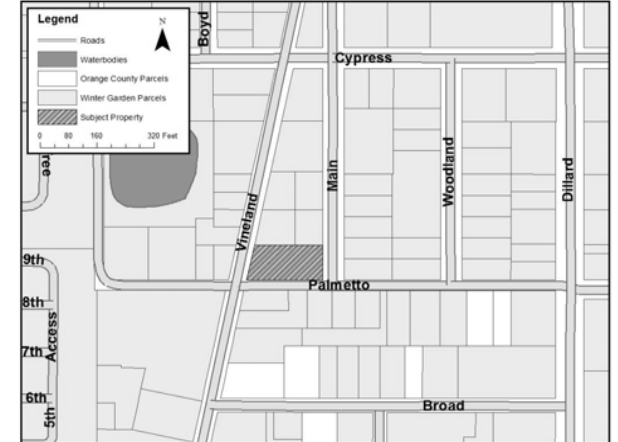 Legend
N
Roads
Waterbodies
Orange County Parcels
Winter Garden Parcels
Subject Property
0 80 160 320 Feet
Boyd
Cypress
ree
Main
Woodland
Dillard
Vineland
9th
Palmetto
8th
Access
7th
6th
Broad
5th